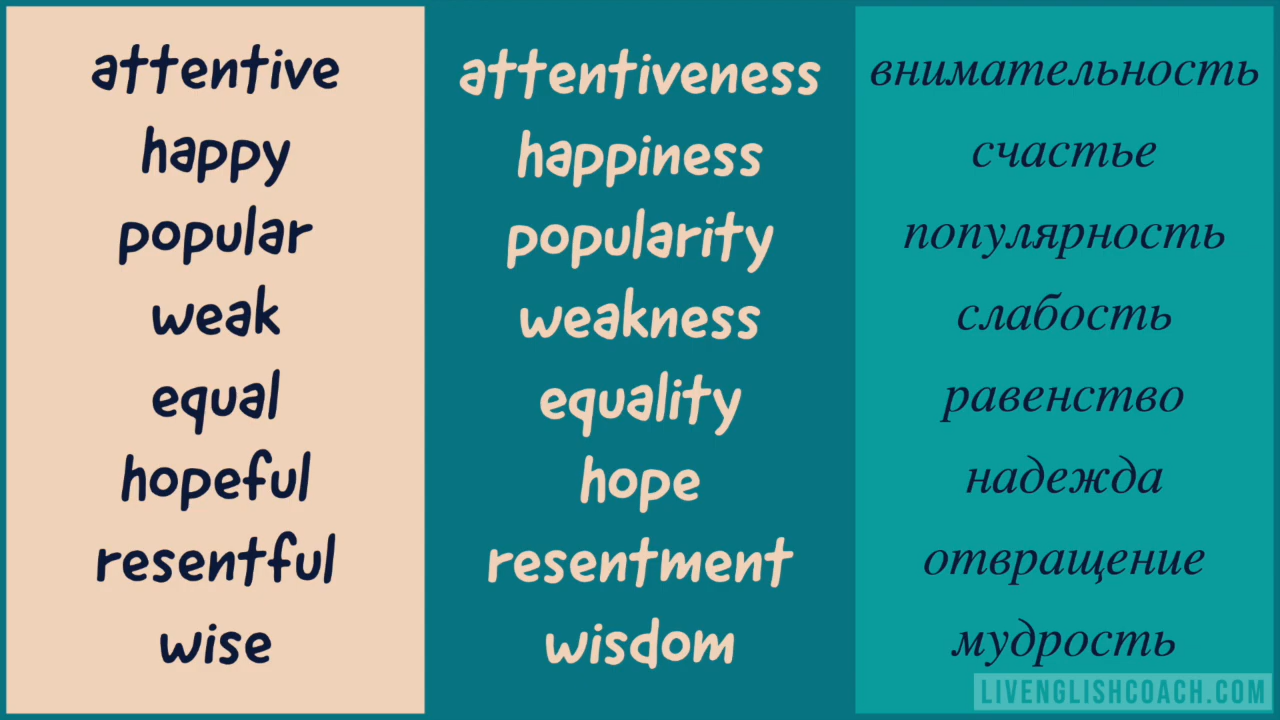 attentive attentiveness внимательность
happy happiness счастье
popular popularity популярность
weak weakness слабость
equal equality равенство
hopeful hope надежда
resentful resentment отвращение
wise wisdom мудрость
LIVENGLISHCOACH.COM